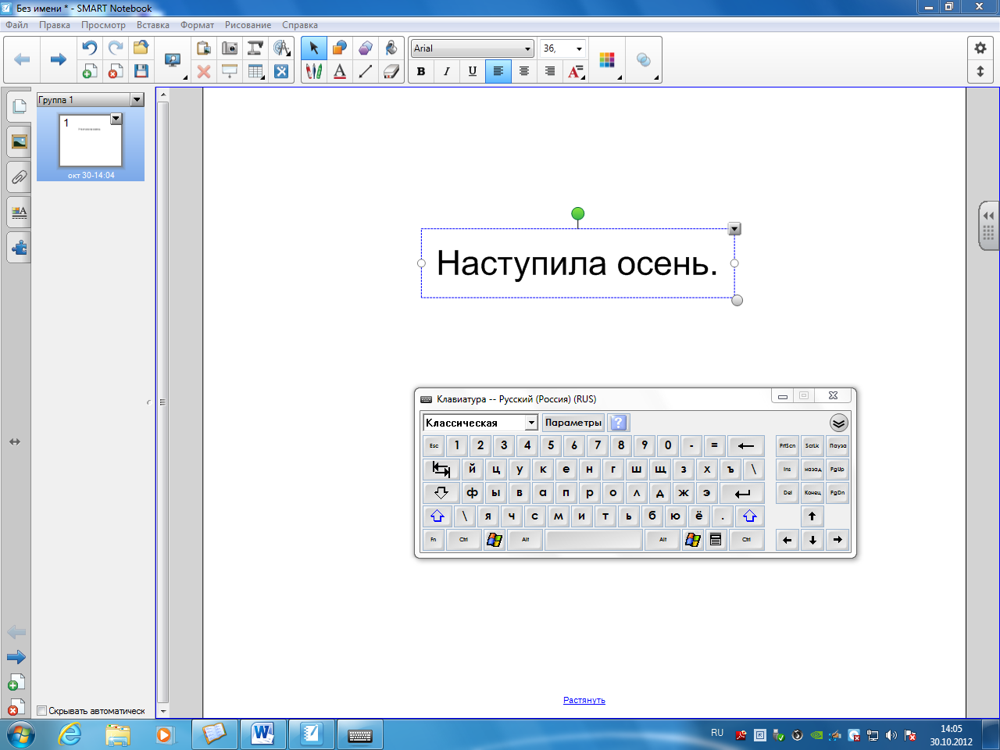 Без имени * - SMART Notebook
Файл Правка Просмотр Вставка Формат Рисование Справка
Arial 36,
B I U
Группа 1
1
окт 30-14:04
Наступила осень.
Клавиатура -- Русский (Россия) (RUS)
Классическая Параметры ?
Esc 1 2 3 4 5 6 7 8 9 0 - = PrtScn ScrLk Пауза
й ц у к е н г ш щ з х ъ \ Ins назад PgUp
ф ы в а п р о л д ж э Del Конец PgDn
\ я ч с м и т ь б ю ё .
Fn Ctrl Alt Alt Ctrl
Растянуть
Скрывать автоматическ
RU 14:05
30.10.2012